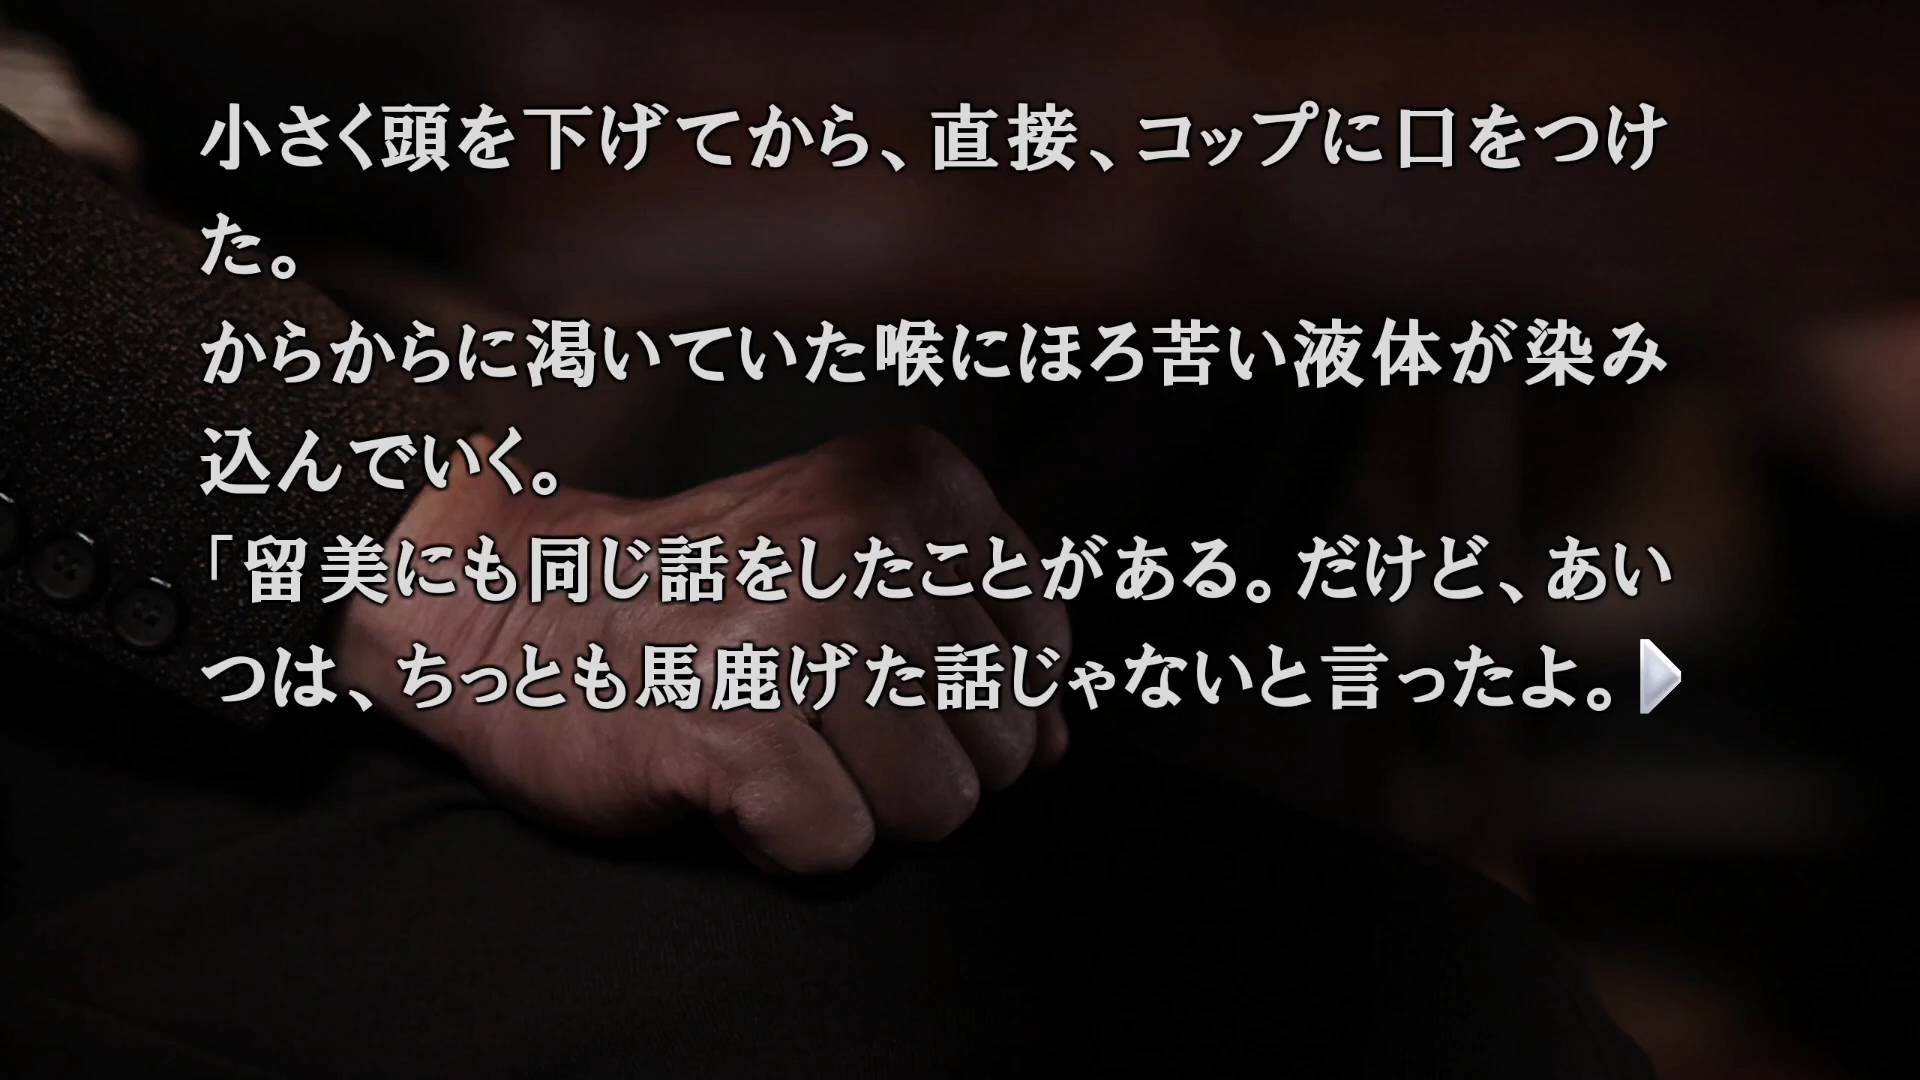 小さく頭を下げてから、直接、コップに口をつけ
た。
からからに渇いていた喉にほろ苦い液体が染み
込んでいく。
「留美にも同じ話をしたことがある。だけど、あい
つは、ちっとも馬鹿げた話じゃないと言ったよ。